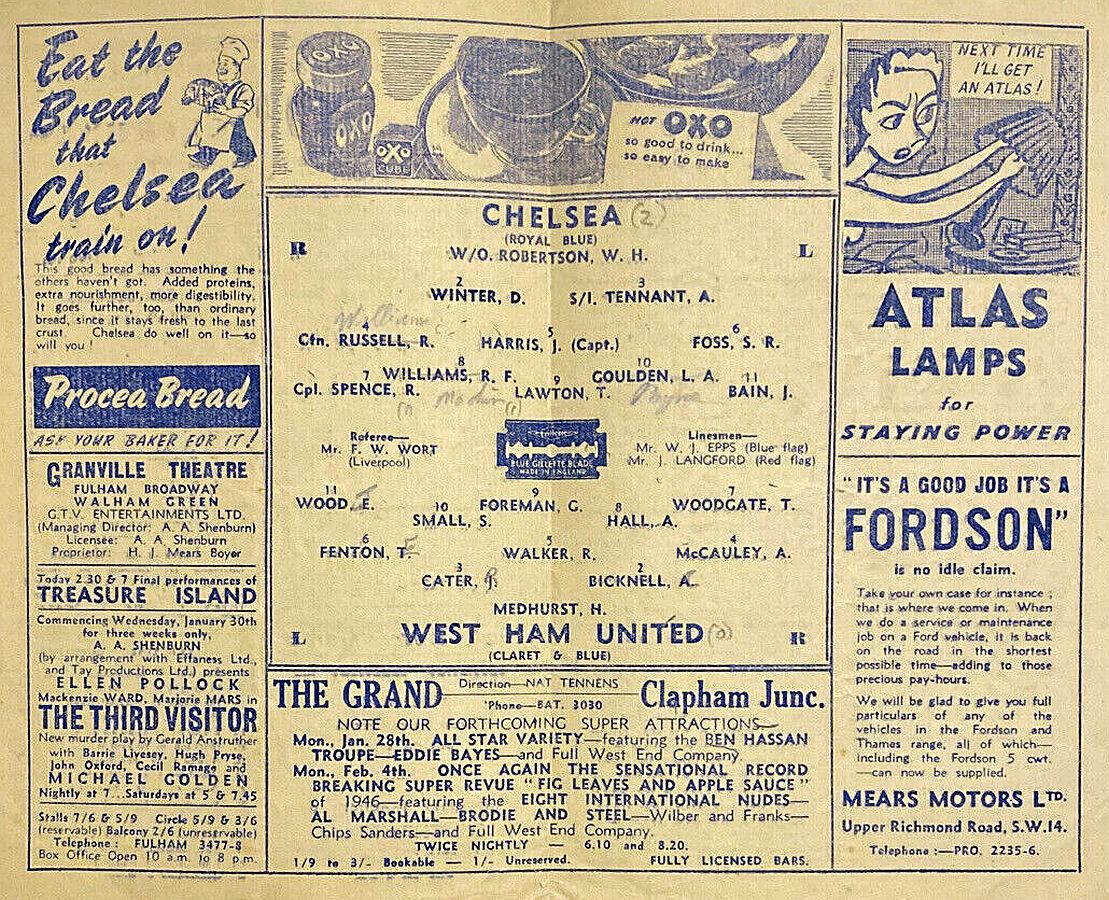 Eat the
Bread
that
Chelsea
train on!
This good bread has something the
others haven't got. Added proteins,
extra nourishment, more digestibility.
It goes further, too, than ordinary
bread, since it stays fresh to the last
crust. Chelsea do well on it—so
will you!
Procea Bread
ASK YOUR BAKER FOR IT!
GRANVILLE THEATRE
FULHAM BROADWAY
WALHAM GREEN
G.T.V. ENTERTAINMENTS LTD.
(Managing Director: A. A. Shenburn)
Licensee: A. A. Shenburn
Proprietor: H. J. Mears Boyer
Today 2.30 & 7 Final performances of
TREASURE ISLAND
Commencing Wednesday, January 30th
for three weeks only,
A. A. SHENBURN
(by arrangement with Effaness Ltd.,
and Tay Productions Ltd.) presents
ELLEN POLLOCK
Mackenzie WARD, Marjorie MARS in
THE THIRD VISITOR
New murder play by Gerald Anstruther
with Barrie Livesey, Hugh Pryse,
John Oxford, Cecil Ramage and
MICHAEL GOLDEN
Nightly at 7...Saturdays at 5 & 7.45
Stalls 7/6 & 5/9 Circle 5/9 & 3/6
(reservable) Balcony 2/6 (unreservable)
Telephone: FULHAM 3477-8
Box Office Open 10 a.m. to 8 p.m.
OXO
OXO
OXO
CUBE
HOT OXO
so good to drink...
so easy to make
CHELSEA (2)
(ROYAL BLUE)
R L
W/O. ROBERTSON, W. H.
2 3
WINTER, D. S/I. TENNANT, A.
William
4 5 6
Cfn. RUSSELL, R. HARRIS, J. (Capt.) FOSS, S. R.
8 10
WILLIAMS, R. F. GOULDEN, L. A.
7 9 11
Cpl. SPENCE, R. LAWTON, T. BAIN, J.
(1) (1) Payne
Referee—
Mr. F. W. WORT
(Liverpool)
BLUE GILLETTE BLADE
MADE IN ENGLAND
Linesmen—
Mr. W. J. EPPS (Blue flag)
Mr. J. LANGFORD (Red flag)
11 9 7
WOOD, E. FOREMAN, G. WOODGATE, T.
10 8
SMALL, S. HALL, A.
6 5 4
FENTON, T. WALKER, R. McCAULEY, A.
3 2
CATER, R. BICKNELL, A.
MEDHURST, H.
L R
WEST HAM UNITED (0)
(CLARET & BLUE)
THE GRAND
Direction—NAT TENNENS
'Phone—BAT. 3030
Clapham Junc.
NOTE OUR FORTHCOMING SUPER ATTRACTIONS—
Mon., Jan. 28th. ALL STAR VARIETY—featuring the BEN HASSAN
TROUPE—EDDIE BAYES—and Full West End Company.
Mon., Feb. 4th. ONCE AGAIN THE SENSATIONAL RECORD
BREAKING SUPER REVUE "FIG LEAVES AND APPLE SAUCE"
of 1946—featuring the EIGHT INTERNATIONAL NUDES—
AL MARSHALL—BRODIE AND STEEL—Wilber and Franks—
Chips Sanders—and Full West End Company.
TWICE NIGHTLY — 6.10 and 8.20.
1/9 to 3/- Bookable — 1/- Unreserved. FULLY LICENSED BARS.
NEXT TIME
I'LL GET
AN ATLAS!
ATLAS
LAMPS
for
STAYING POWER
"IT'S A GOOD JOB IT'S A
FORDSON"
is no idle claim.
Take your own case for instance;
that is where we come in. When
we do a service or maintenance
job on a Ford vehicle, it is back
on the road in the shortest
possible time—adding to those
precious pay-hours.
We will be glad to give you full
particulars of any of the
vehicles in the Fordson and
Thames range, all of which—
including the Fordson 5 cwt.
—can now be supplied.
MEARS MOTORS LTD.
Upper Richmond Road, S.W.14.
Telephone:—PRO. 2235-6.